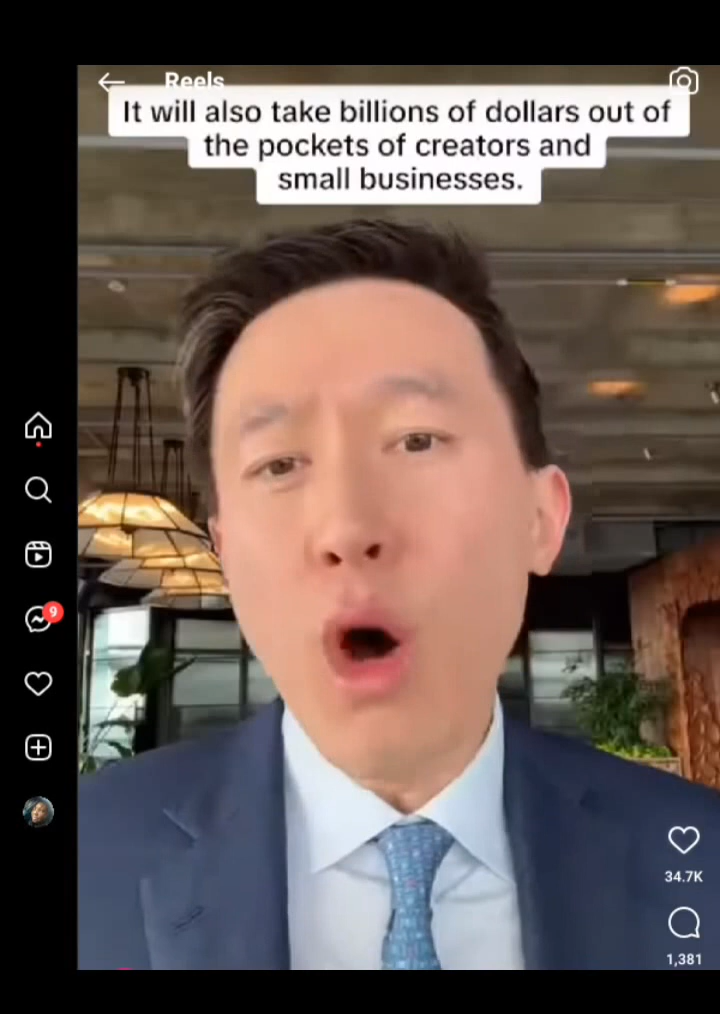 Reels
It will also take billions of dollars out of
the pockets of creators and
small businesses.
9
34.7K
1,381